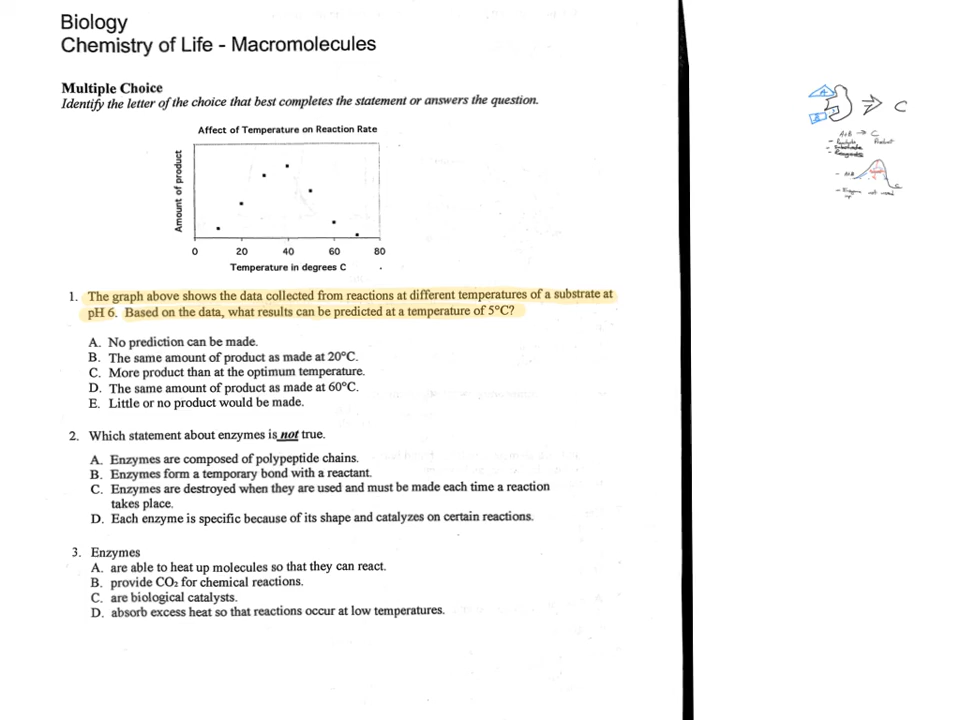 Biology
Chemistry of Life - Macromolecules
Multiple Choice
Identify the letter of the choice that best completes the statement or answers the question.
Affect of Temperature on Reaction Rate
Amount of product
0 20 40 60 80
Temperature in degrees C
1. The graph above shows the data collected from reactions at different temperatures of a substrate at
pH 6. Based on the data, what results can be predicted at a temperature of 5°C?
A. No prediction can be made.
B. The same amount of product as made at 20°C.
C. More product than at the optimum temperature.
D. The same amount of product as made at 60°C.
E. Little or no product would be made.
2. Which statement about enzymes is not true.
A. Enzymes are composed of polypeptide chains.
B. Enzymes form a temporary bond with a reactant.
C. Enzymes are destroyed when they are used and must be made each time a reaction
takes place.
D. Each enzyme is specific because of its shape and catalyzes on certain reactions.
3. Enzymes
A. are able to heat up molecules so that they can react.
B. provide CO₂ for chemical reactions.
C. are biological catalysts.
D. absorb excess heat so that reactions occur at low temperatures.
A
B
⇒ C
A+B → C
Product
- A+B
C